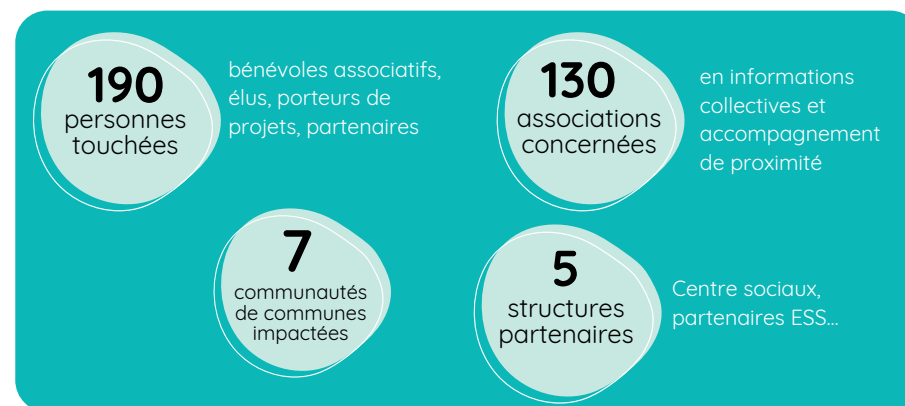 190
personnes
touchées
bénévoles associatifs,
élus, porteurs de
projets, partenaires
130
associations
concernées
en informations
collectives et
accompagnement
de proximité
7
communautés
de communes
impactées
5
structures
partenaires
Centre sociaux,
partenaires ESS...